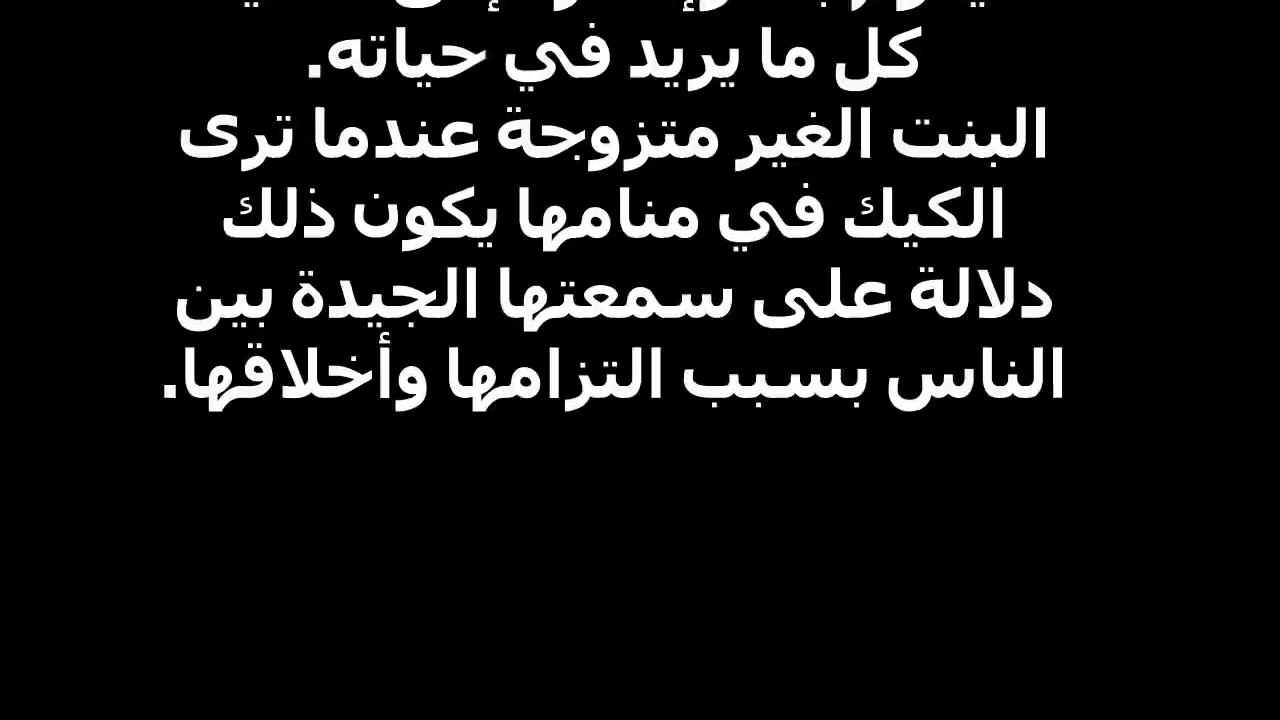 كل ما يريد في حياته.
البنت الغير متزوجة عندما ترى
الكيك في منامها يكون ذلك
دلالة على سمعتها الجيدة بين
الناس بسبب التزامها وأخلاقها.